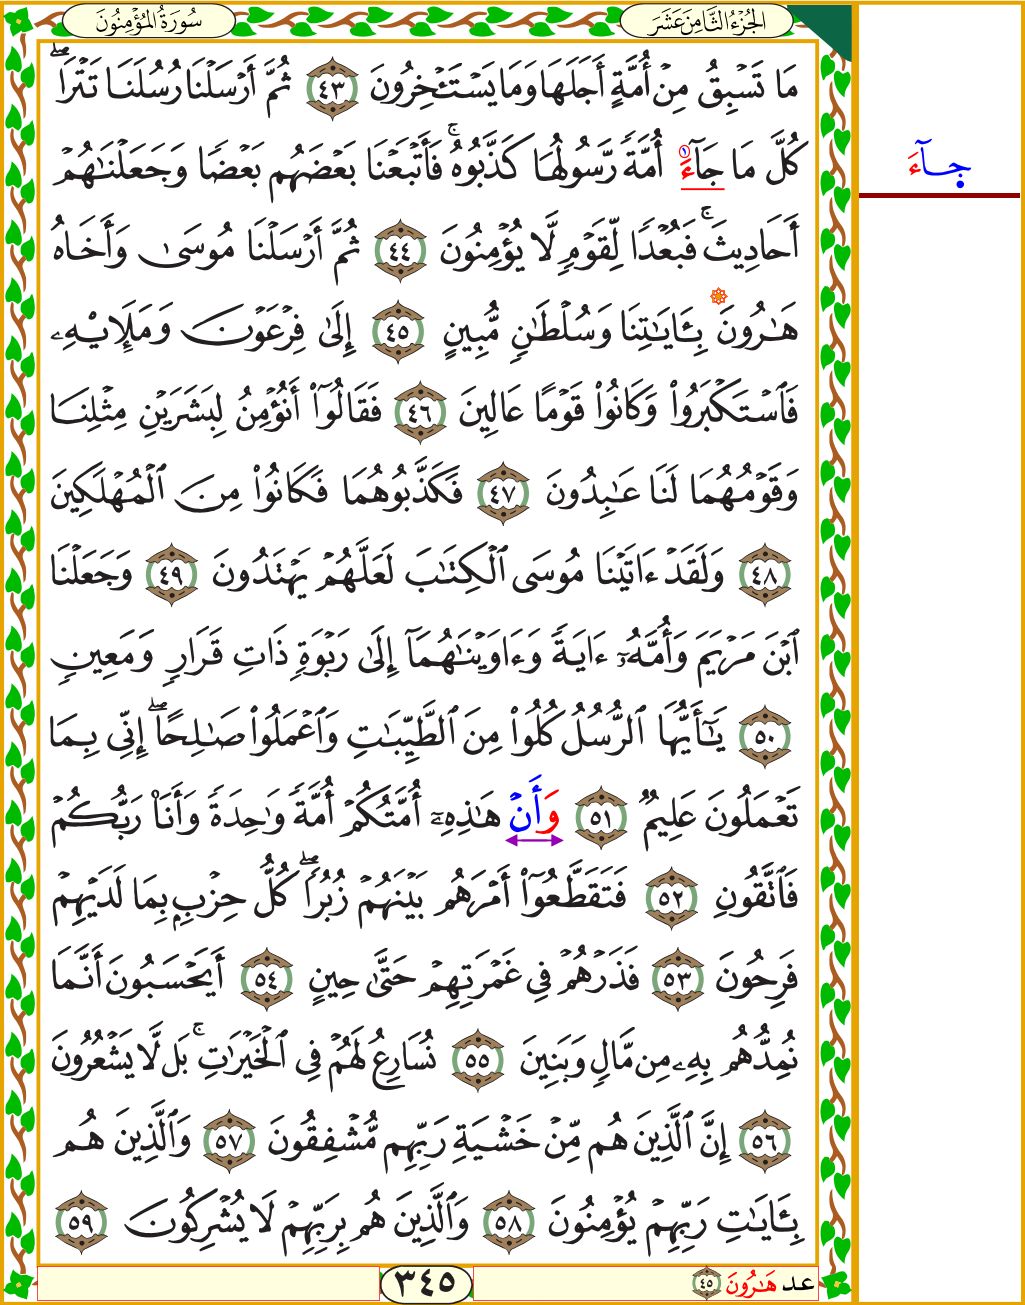 الجُزْءُ الثَّامِنَ عَشَرَ
سُورَةُ المُؤْمِنُونَ
مَا تَسۡبِقُ مِنۡ أُمَّةٍ أَجَلَهَا وَمَا يَسۡتَـٔۡخِرُونَ ٤٣ ثُمَّ أَرۡسَلۡنَا رُسُلَنَا تَتۡرَاۖ
كُلَّ مَا جَآءَ ١ أُمَّةٗ رَّسُولُهَا كَذَّبُوهُۚ فَأَتۡبَعۡنَا بَعۡضَهُم بَعۡضٗا وَجَعَلۡنَٰهُمۡ
جآءَ
أَحَادِيثَۚ فَبُعۡدٗا لِّقَوۡمٖ لَّا يُؤۡمِنُونَ ٤٤ ثُمَّ أَرۡسَلۡنَا مُوسَىٰ وَأَخَاهُ
هَٰرُونَ بِـَٔايَٰتِنَا وَسُلۡطَٰنٖ مُّبِينٍ ٤٥ إِلَىٰ فِرۡعَوۡنَ وَمَلَإِيْهِۦ
فَٱسۡتَكۡبَرُواْ وَكَانُواْ قَوۡمًا عَالِينَ ٤٦ فَقَالُوٓاْ أَنُؤۡمِنُ لِبَشَرَيۡنِ مِثۡلِنَا
وَقَوۡمُهُمَا لَنَا عَٰبِدُونَ ٤٧ فَكَذَّبُوهُمَا فَكَانُواْ مِنَ ٱلۡمُهۡلَكِينَ
٤٨ وَلَقَدۡ ءَاتَيۡنَا مُوسَى ٱلۡكِتَٰبَ لَعَلَّهُمۡ يَهۡتَدُونَ ٤٩ وَجَعَلۡنَا
ٱبۡنَ مَرۡيَمَ وَأُمَّهُۥٓ ءَايَةٗ وَءَاوَيۡنَٰهُمَآ إِلَىٰ رَبۡوَةٖ ذَاتِ قَرَارٖ وَمَعِينٖ
٥٠ يَٰٓأَيُّهَا ٱلرُّسُلُ كُلُواْ مِنَ ٱلطَّيِّبَٰتِ وَٱعۡمَلُواْ صَٰلِحًاۖ إِنِّي بِمَا
تَعۡمَلُونَ عَلِيمٞ ٥١ وَأَنۡ هَٰذِهِۦٓ أُمَّتُكُمۡ أُمَّةٗ وَٰحِدَةٗ وَأَنَا۠ رَبُّكُمۡ
فَٱتَّقُونِ ٥٢ فَتَقَطَّعُوٓاْ أَمۡرَهُم بَيۡنَهُمۡ زُبُرٗاۖ كُلُّ حِزۡبِۭ بِمَا لَدَيۡهِمۡ
فَرِحُونَ ٥٣ فَذَرۡهُمۡ فِي غَمۡرَتِهِمۡ حَتَّىٰ حِينٍ ٥٤ أَيَحۡسَبُونَ أَنَّمَا
نُمِدُّهُم بِهِۦ مِن مَّالٖ وَبَنِينَ ٥٥ نُسَارِعُ لَهُمۡ فِي ٱلۡخَيۡرَٰتِۚ بَل لَّا يَشۡعُرُونَ
٥٦ إِنَّ ٱلَّذِينَ هُم مِّنۡ خَشۡيَةِ رَبِّهِم مُّشۡفِقُونَ ٥٧ وَٱلَّذِينَ هُم
بِـَٔايَٰتِ رَبِّهِمۡ يُؤۡمِنُونَ ٥٨ وَٱلَّذِينَ هُم بِرَبِّهِمۡ لَا يُشۡرِكُونَ ٥٩
عد هَٰرُونَ ٤٥
٣٤٥